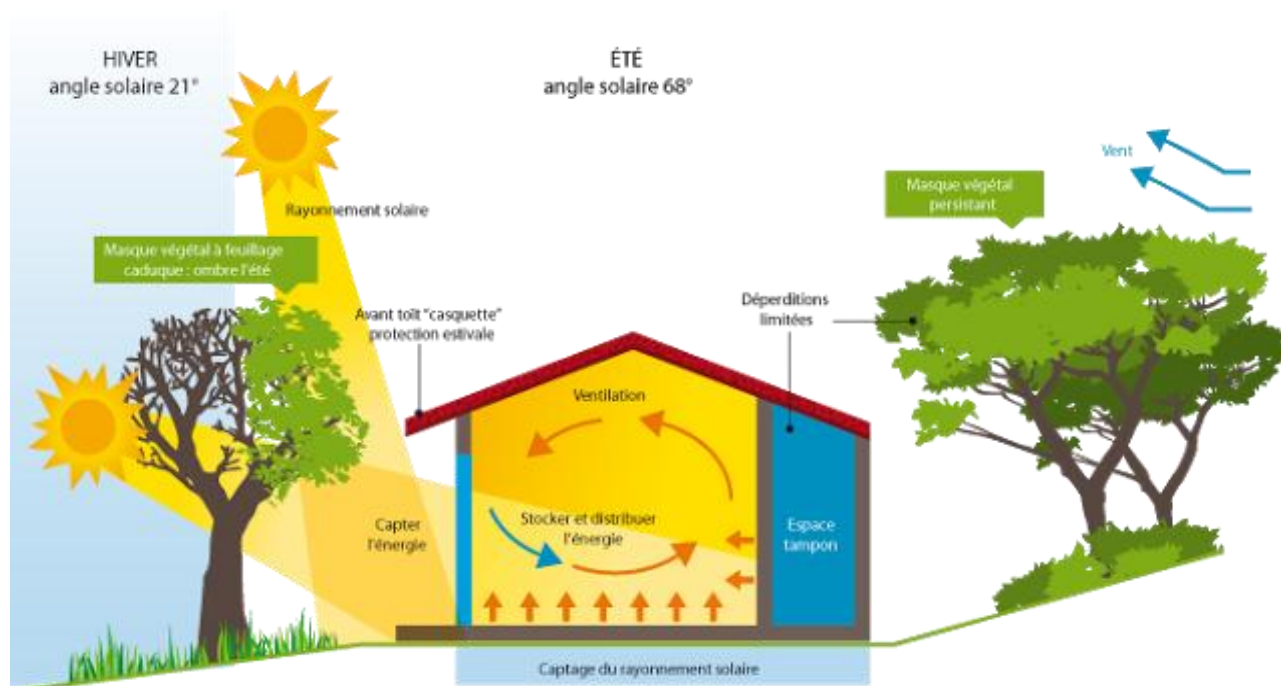 HIVER
angle solaire 21°
ÉTÉ
angle solaire 68°
Vent
Masque végétal
persistant
Rayonnement solaire
Masque végétal à feuillage
caduque : ombre l'été
Avant toit "casquette"
protection estivale
Déperditions
limitées
Ventilation
Capter
l'énergie
Stocker et distribuer
l'énergie
Espace
tampon
Captage du rayonnement solaire